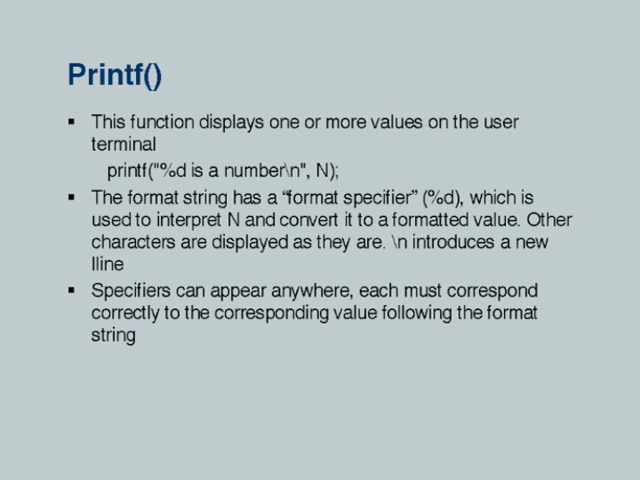 Printf()
▪ This function displays one or more values on the user
terminal
printf("%d is a number\n", N);
▪ The format string has a “format specifier” (%d), which is
used to interpret N and convert it to a formatted value. Other
characters are displayed as they are. \n introduces a new
lline
▪ Specifiers can appear anywhere, each must correspond
correctly to the corresponding value following the format
string